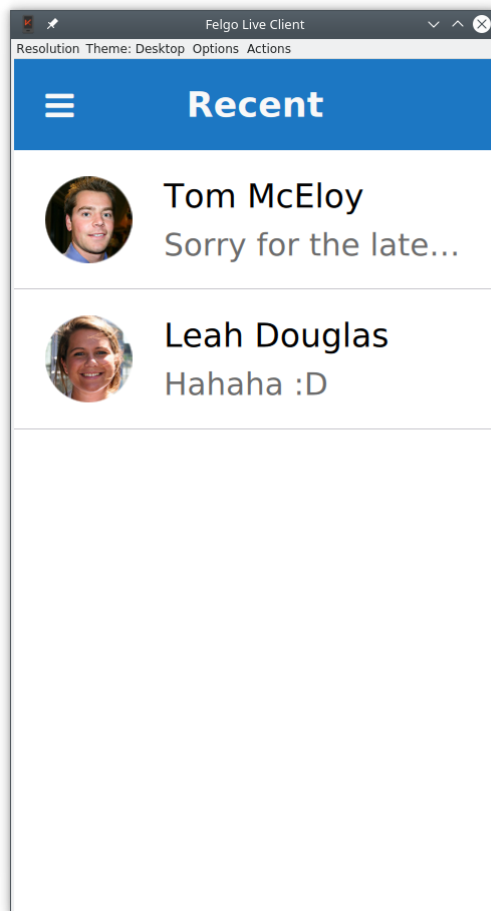 Felgo Live Client
Resolution Theme: Desktop Options Actions
Recent
Tom McEloy
Sorry for the late...
Leah Douglas
Hahaha :D